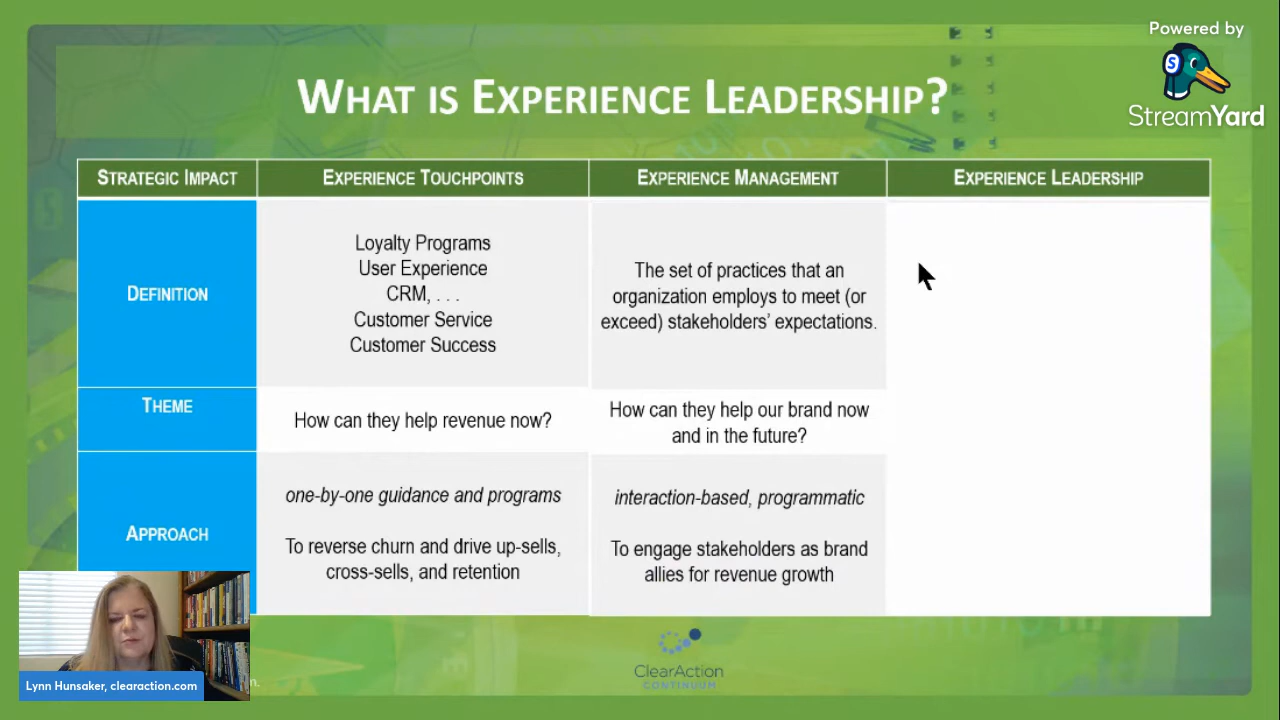 Powered by
StreamYard
WHAT IS EXPERIENCE LEADERSHIP?
STRATEGIC IMPACT
EXPERIENCE TOUCHPOINTS
EXPERIENCE MANAGEMENT
EXPERIENCE LEADERSHIP
DEFINITION
Loyalty Programs
User Experience
CRM, . . .
Customer Service
Customer Success
The set of practices that an
organization employs to meet (or
exceed) stakeholders' expectations.
THEME
How can they help revenue now?
How can they help our brand now
and in the future?
APPROACH
one-by-one guidance and programs
To reverse churn and drive up-sells,
cross-sells, and retention
interaction-based, programmatic
To engage stakeholders as brand
allies for revenue growth
ClearAction
CONTINUUM
Lynn Hunsaker, clearaction.com